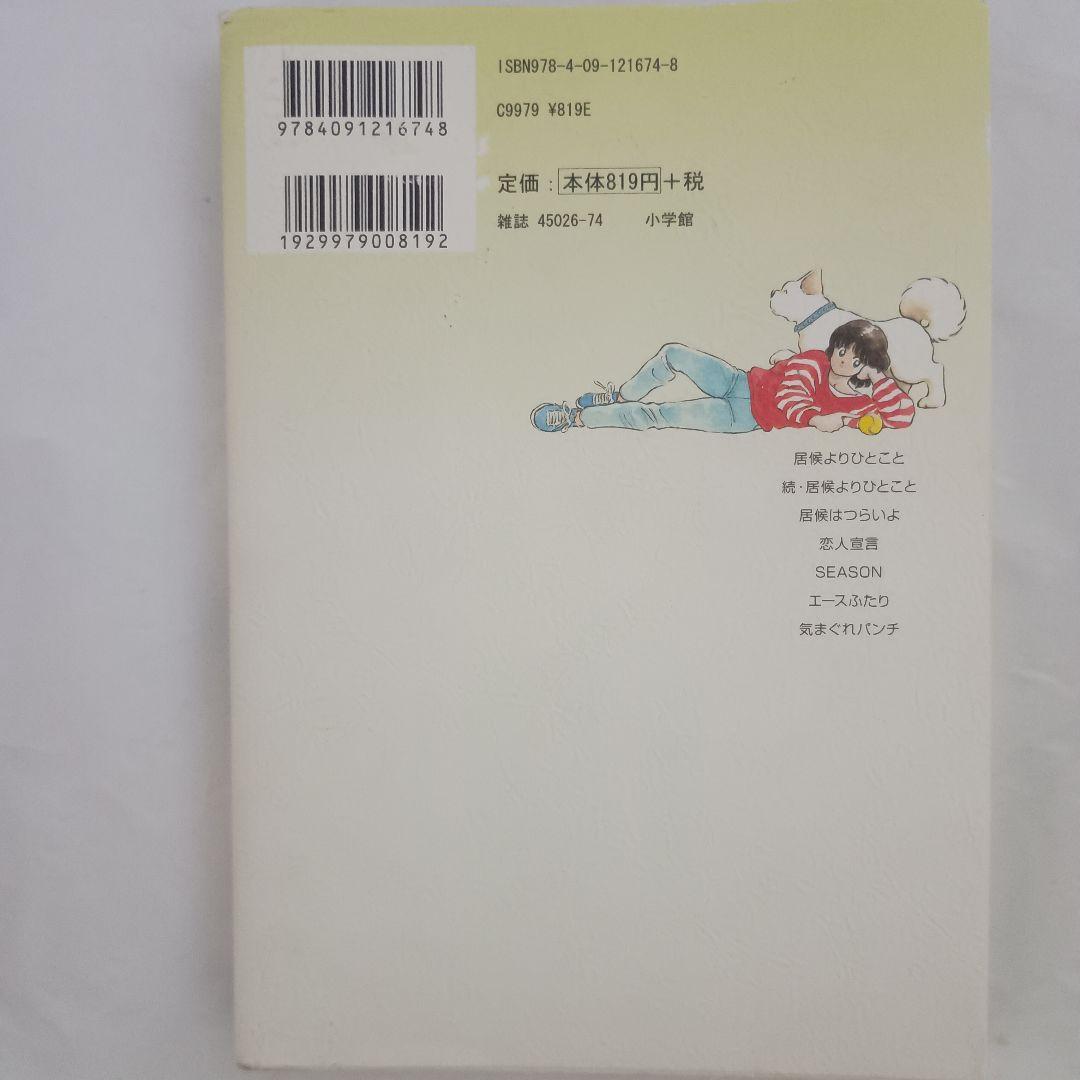 ISBN978-4-09-121674-8
C9979 ¥819E
9784091216748
定価:本体819円+税
1929979008192
雑誌 45026-74 小学館
居候よりひとこと
続・居候よりひとこと
居候はつらいよ
恋人宣言
SEASON
エースふたり
気まぐれパンチ